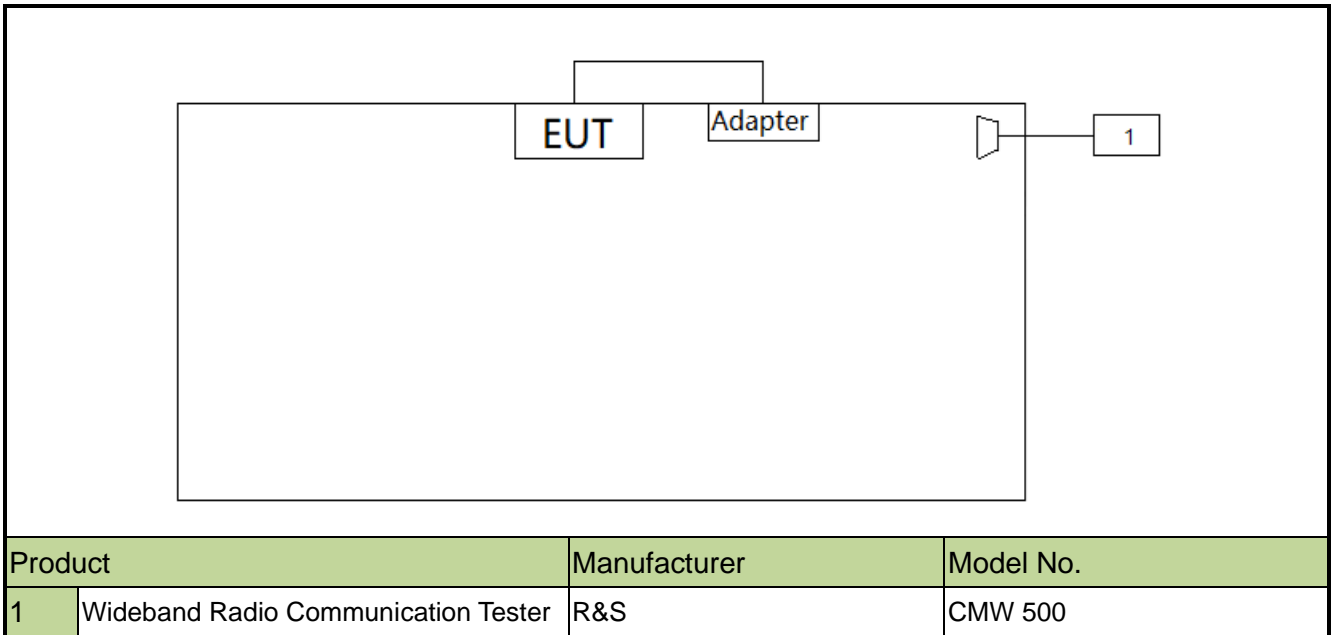 EUT
Adapter
1
Product Manufacturer Model No.
1 Wideband Radio Communication Tester R&S CMW 500